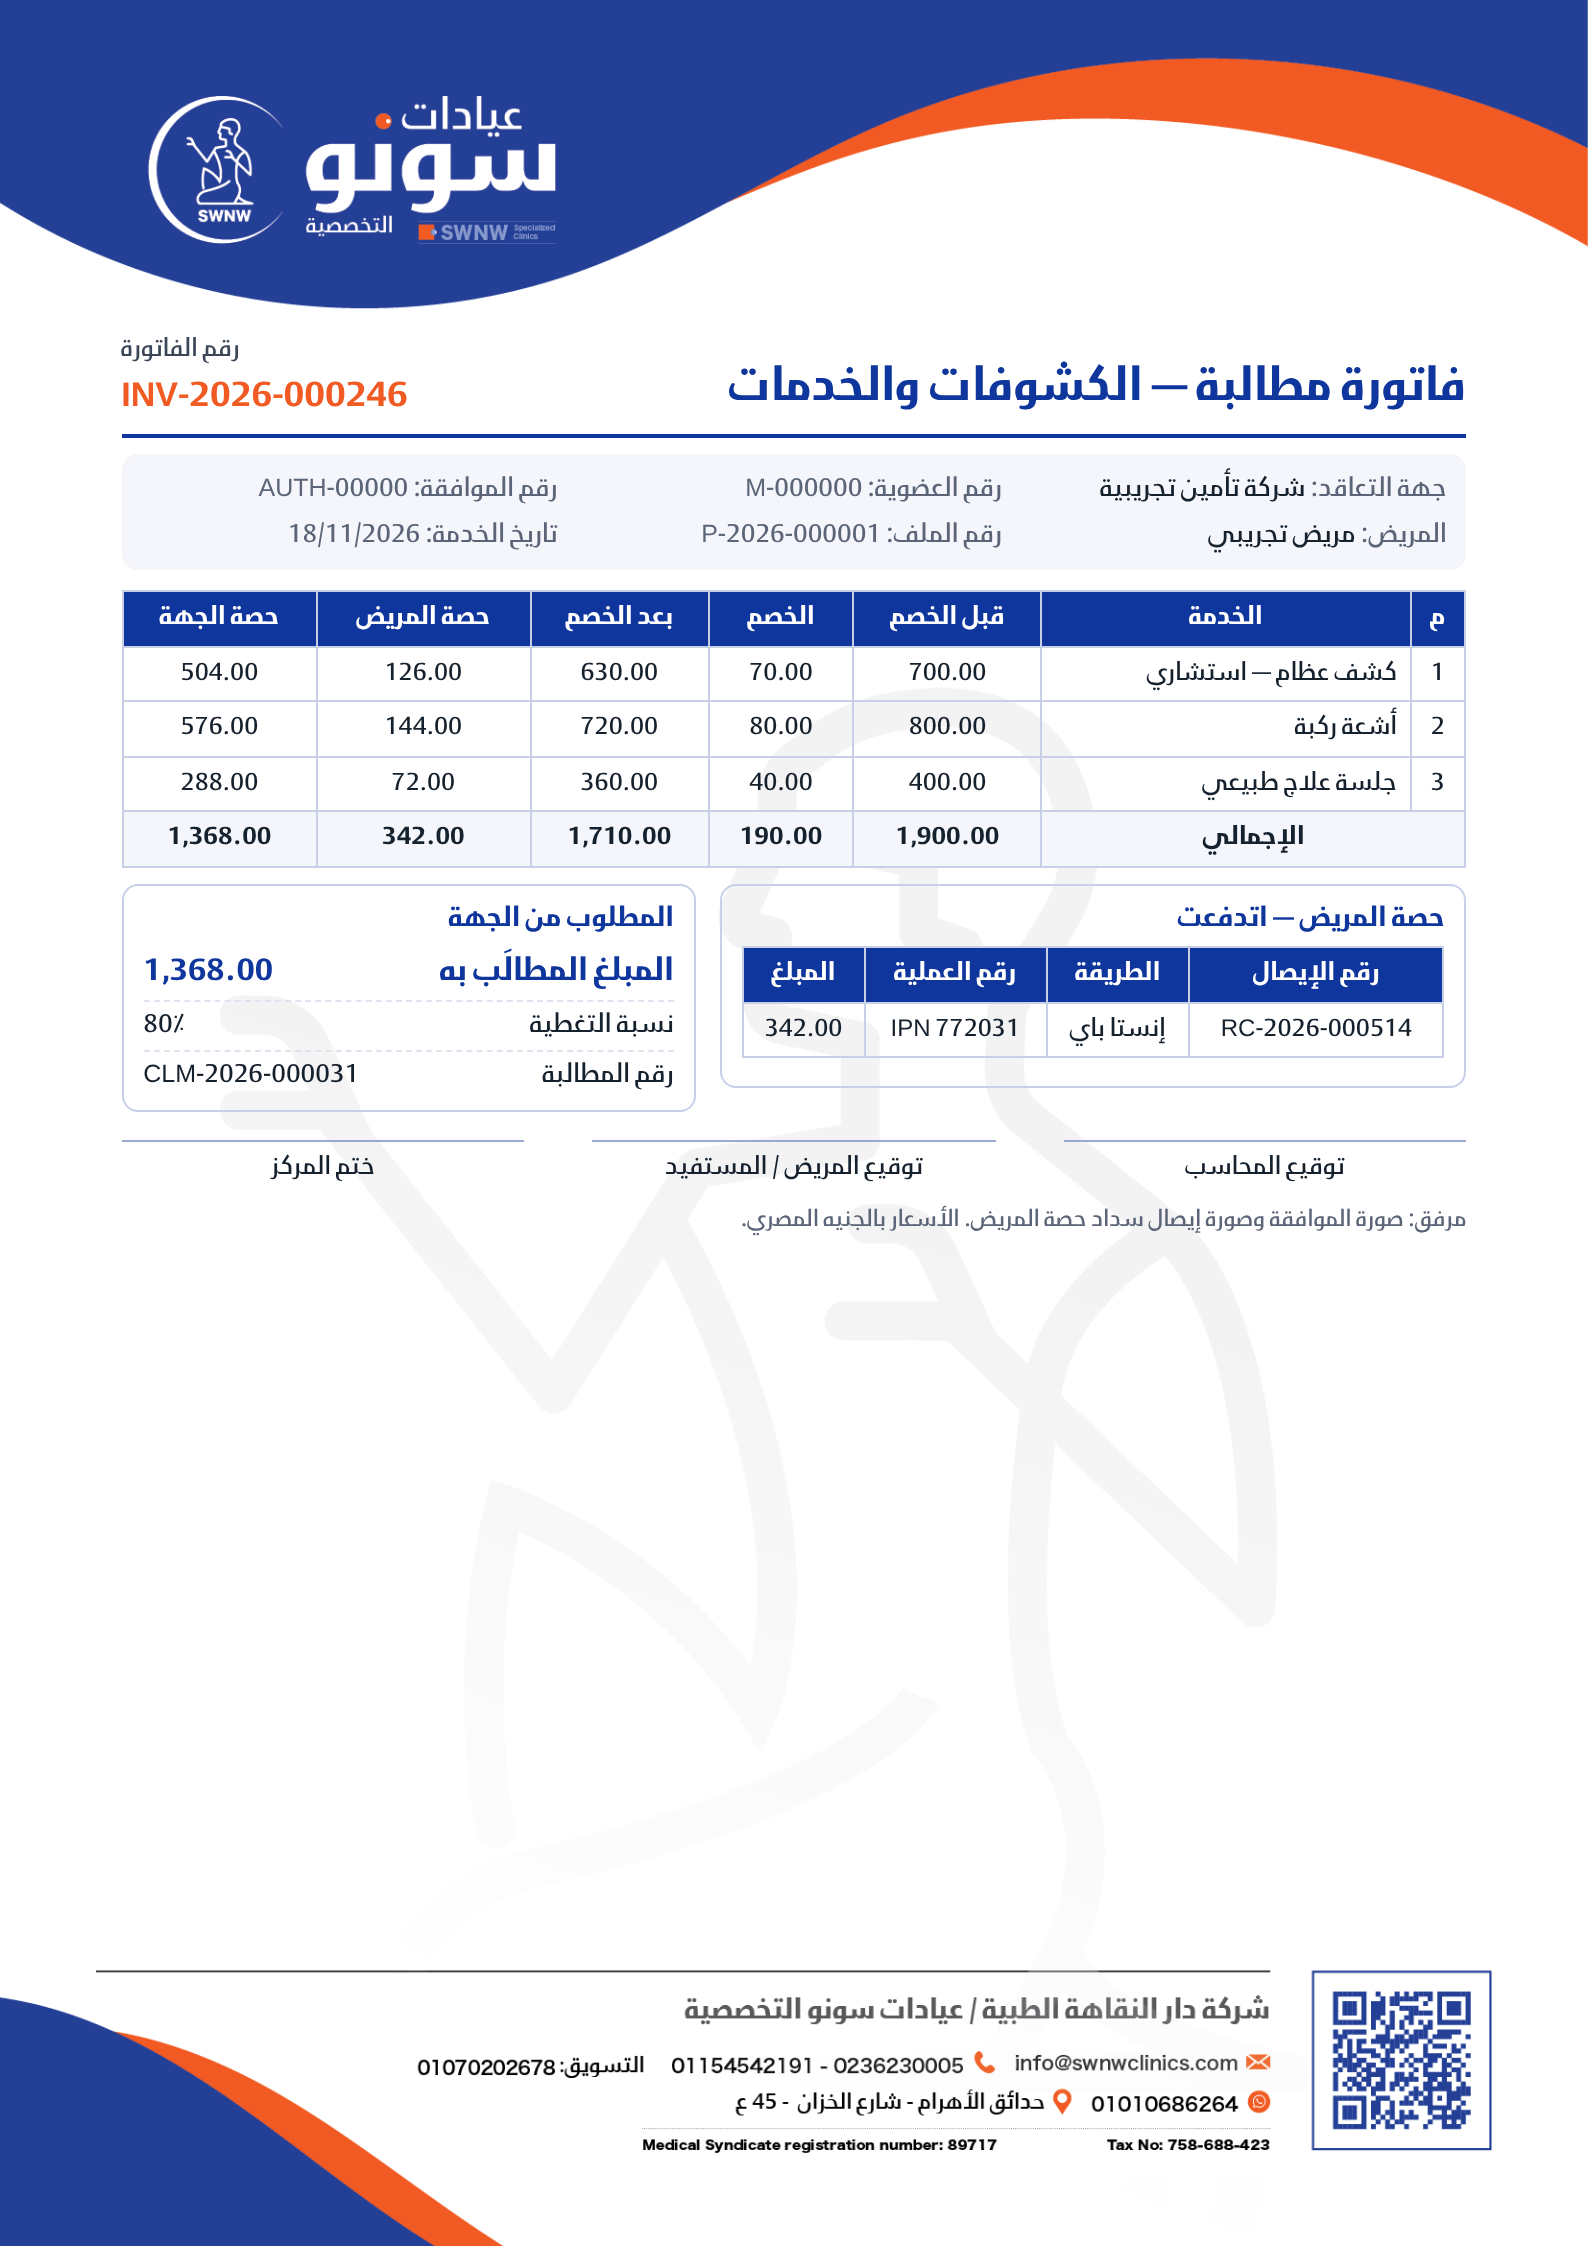 عيادات
سونو
التخصصية
SWNW Specialized Clinics
SWNW
رقم الفاتورة
فاتورة مطالبة — الكشوفات والخدمات
INV-2026-000246
جهة التعاقد: شركة تأمين تجريبية رقم العضوية: M-000000 رقم الموافقة: AUTH-00000
المريض: مريض تجريبي رقم الملف: P-2026-000001 تاريخ الخدمة: 18/11/2026
م الخدمة قبل الخصم الخصم بعد الخصم حصة المريض حصة الجهة
1 كشف عظام — استشاري 700.00 70.00 630.00 126.00 504.00
2 أشعة ركبة 800.00 80.00 720.00 144.00 576.00
3 جلسة علاج طبيعي 400.00 40.00 360.00 72.00 288.00
الإجمالي 1,900.00 190.00 1,710.00 342.00 1,368.00
حصة المريض — اتدفعت
رقم الإيصال الطريقة رقم العملية المبلغ
RC-2026-000514 إنستا باي IPN 772031 342.00
المطلوب من الجهة
المبلغ المطالَب به 1,368.00
نسبة التغطية 80٪
رقم المطالبة CLM-2026-000031
توقيع المحاسب توقيع المريض / المستفيد ختم المركز
مرفق: صورة الموافقة وصورة إيصال سداد حصة المريض. الأسعار بالجنيه المصري.
شركة دار النقاهة الطبية / عيادات سونو التخصصية
info@swnwclinics.com 01154542191 - 0236230005 التسويق: 01070202678
01010686264 حدائق الأهرام - شارع الخزان - 45 ع
Medical Syndicate registration number: 89717 Tax No: 758-688-423